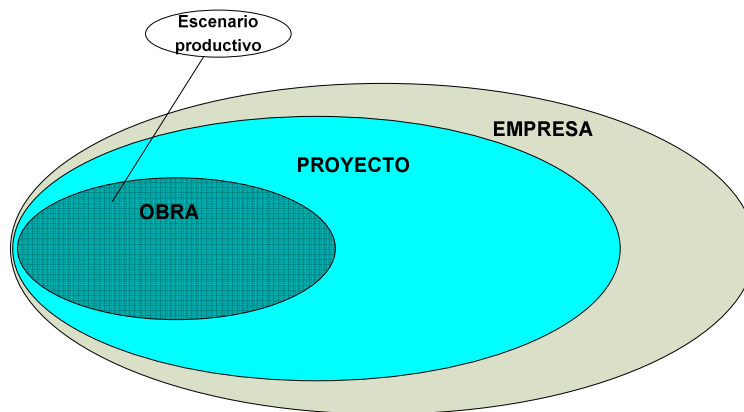 Escenario
productivo
EMPRESA
PROYECTO
OBRA